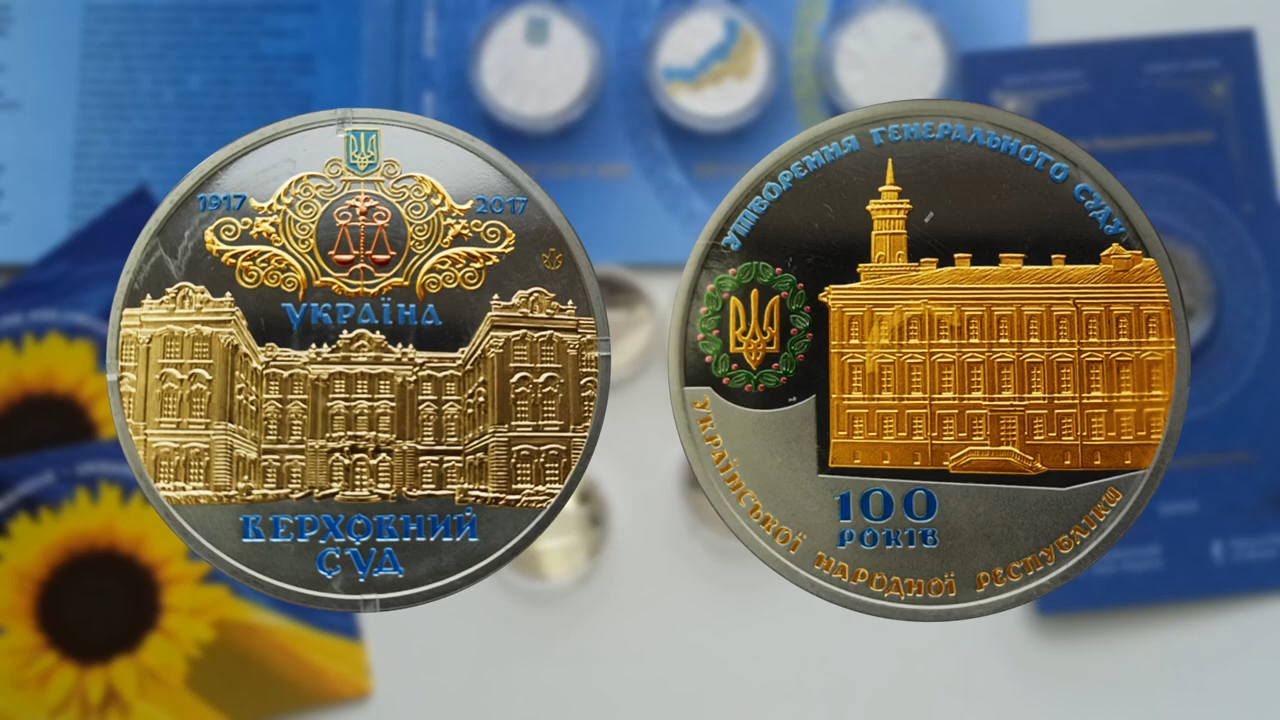 1917 2017
УКРАЇНА
ВЕРХОВНИЙ
СУД
УТВОРЕННЯ ГЕНЕРАЛЬНОГО СУДУ
100
РОКІВ
УКРАЇНСЬКОЇ НАРОДНОЇ РЕСПУБЛІКИ